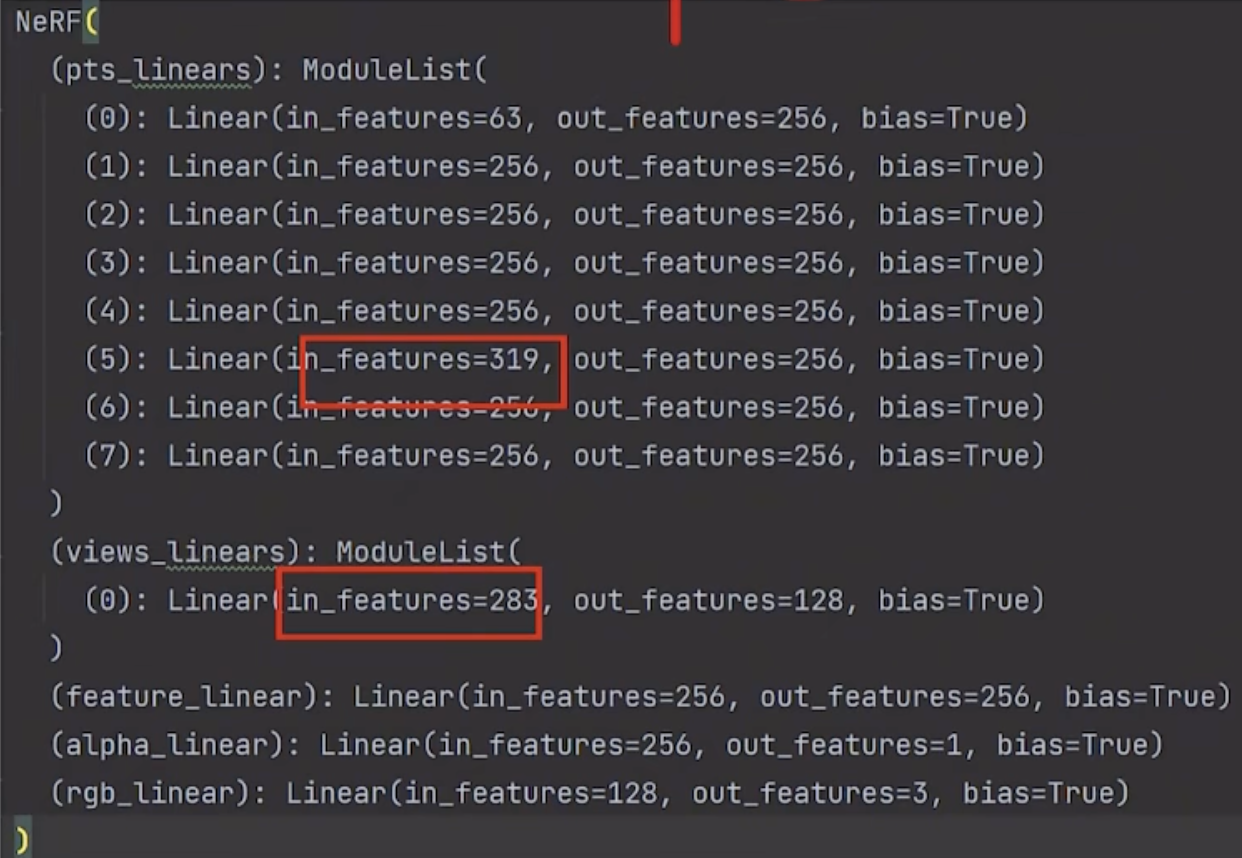 NeRF(
(pts_linears): ModuleList(
(0): Linear(in_features=63, out_features=256, bias=True)
(1): Linear(in_features=256, out_features=256, bias=True)
(2): Linear(in_features=256, out_features=256, bias=True)
(3): Linear(in_features=256, out_features=256, bias=True)
(4): Linear(in_features=256, out_features=256, bias=True)
(5): Linear(in_features=319, out_features=256, bias=True)
(6): Linear(in_features=256, out_features=256, bias=True)
(7): Linear(in_features=256, out_features=256, bias=True)
)
(views_linears): ModuleList(
(0): Linear(in_features=283, out_features=128, bias=True)
)
(feature_linear): Linear(in_features=256, out_features=256, bias=True)
(alpha_linear): Linear(in_features=256, out_features=1, bias=True)
(rgb_linear): Linear(in_features=128, out_features=3, bias=True)
)